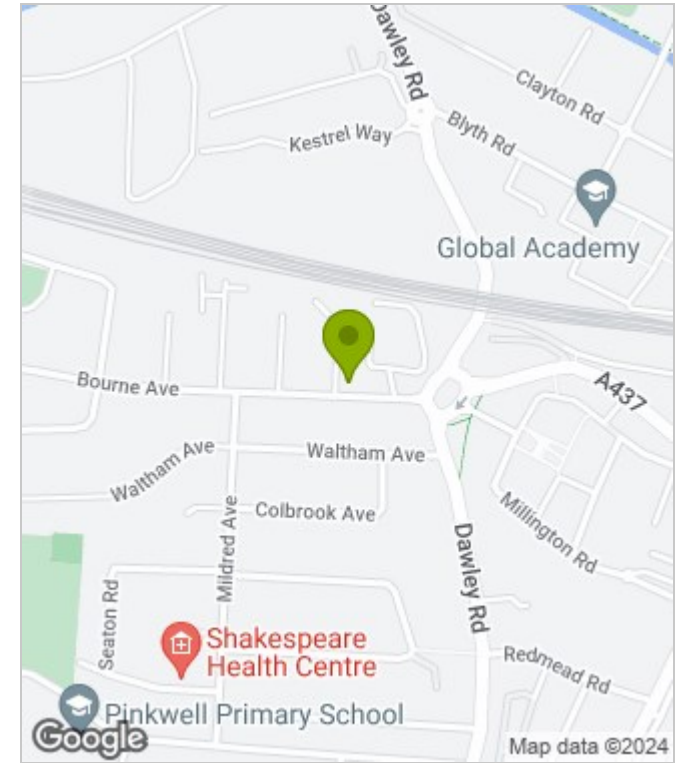 Dawley Rd
Clayton Rd
Blyth Rd
Kestrel Way
Global Academy
Bourne Ave
A437
Waltham Ave
Waltham Ave
Colbrook Ave
Mildred Ave
Millington Rd
Dawley Rd
Seaton Rd
Shakespeare
Health Centre
Redmead Rd
Pinkwell Primary School
Google
Map data ©2024